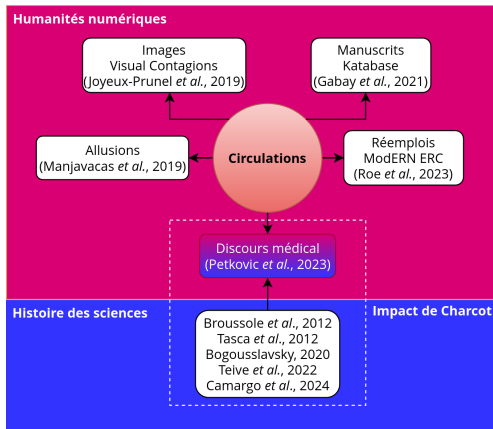 Humanités numériques
Images
Visual Contagions
(Joyeux-Prunel et al., 2019)
Manuscrits
Katabase
(Gabay et al., 2021)
Allusions
(Manjavacas et al., 2019)
Circulations
Réemplois
ModERN ERC
(Roe et al., 2023)
Discours médical
(Petkovic et al., 2023)
Histoire des sciences
Impact de Charcot
Broussole et al., 2012
Tasca et al., 2012
Bogousslavsky, 2020
Teive et al., 2022
Camargo et al., 2024